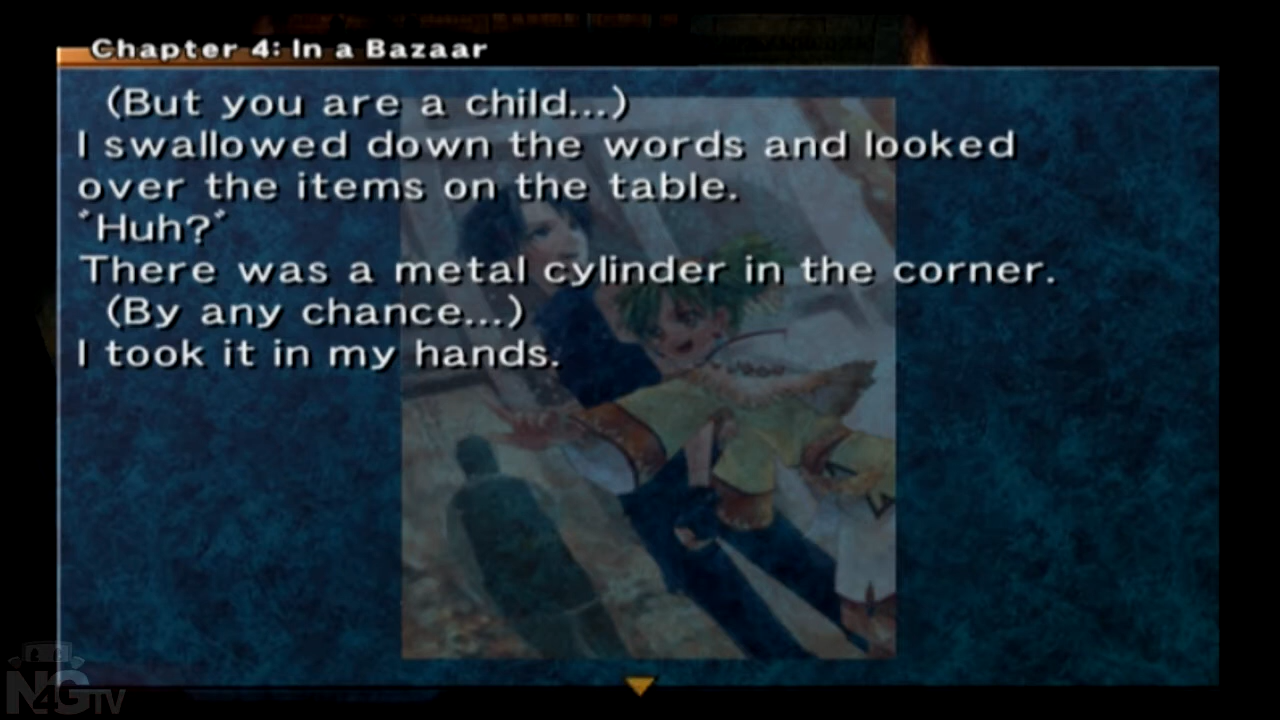 Chapter 4: In a Bazaar
(But you are a child...)
I swallowed down the words and looked
over the items on the table.
"Huh?"
There was a metal cylinder in the corner.
(By any chance...)
I took it in my hands.
N4G TV